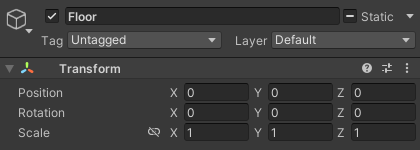 Floor Static
Tag Untagged Layer Default
Transform
Position X 0 Y 0 Z 0
Rotation X 0 Y 0 Z 0
Scale X 1 Y 1 Z 1